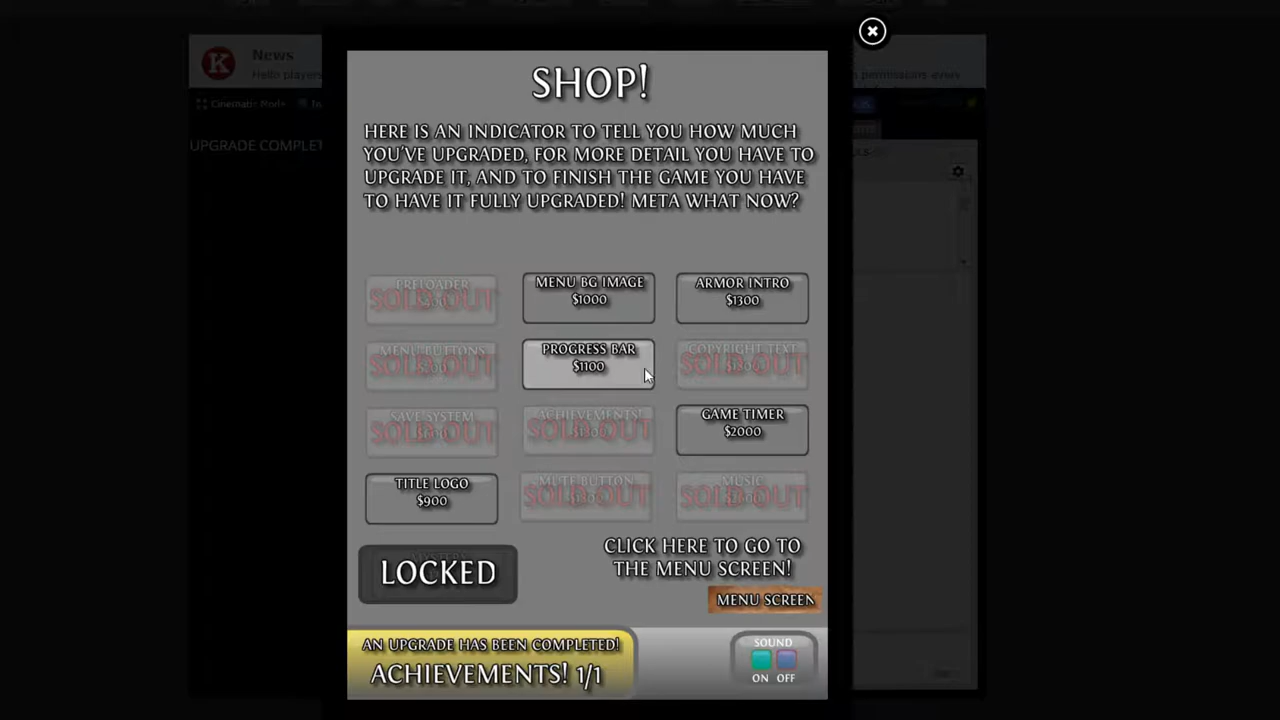 News
Hello players
permissions
Cinematic Mode
UPGRADE COMPLET
SHOP!
HERE IS AN INDICATOR TO TELL YOU HOW MUCH
YOU'VE UPGRADED, FOR MORE DETAIL YOU HAVE TO
UPGRADE IT, AND TO FINISH THE GAME YOU HAVE
TO HAVE IT FULLY UPGRADED! META WHAT NOW?
PRELOADER
SOLD OUT
MENU BG IMAGE
$1000
ARMOR INTRO
$1300
MENU BUTTONS
SOLD OUT
PROGRESS BAR
$1100
COPYRIGHT TEXT
SOLD OUT
SAVE SYSTEM
SOLD OUT
ACHIEVEMENTS!
SOLD OUT
GAME TIMER
$2000
TITLE LOGO
$900
MUTE BUTTON
SOLD OUT
MUSIC
SOLD OUT
LOCKED
CLICK HERE TO GO TO
THE MENU SCREEN!
MENU SCREEN
AN UPGRADE HAS BEEN COMPLETED!
ACHIEVEMENTS! 1/1
SOUND
ON OFF